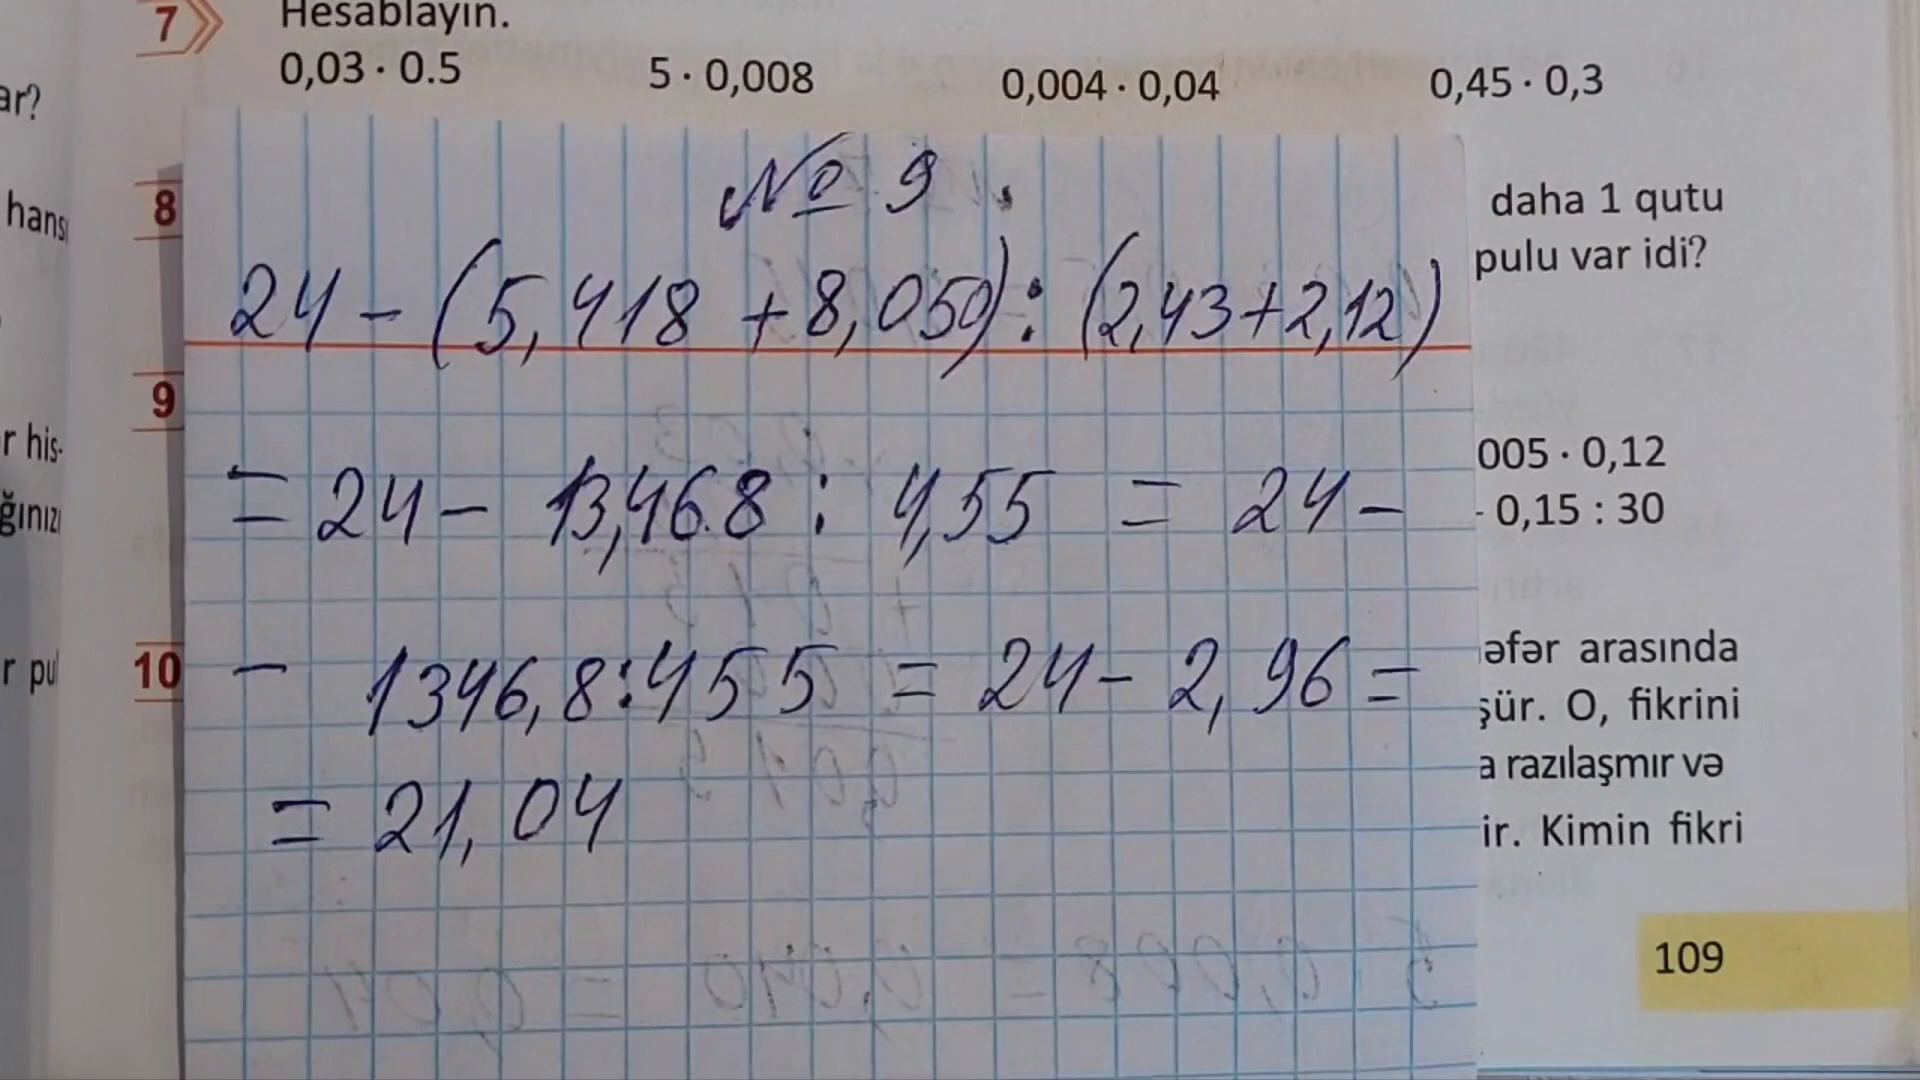 7 Hesablayın.
0,03 · 0.5 5 · 0,008 0,004 · 0,04 0,45 · 0,3
ar?
№ 9.
8 daha 1 qutu
hansı
pulu var idi?
24 - (5,418 + 8,050) : (2,43 + 2,12)
9
r his-
005 · 0,12
= 24 - 13,468 : 4,55 = 24 -
ğınızı
- 0,15 : 30
10 əfər arasında
r pul
- 1346,8 : 455 = 24 - 2,96 =
şür. O, fikrini
a razılaşmır və
= 21,04
ir. Kimin fikri
109